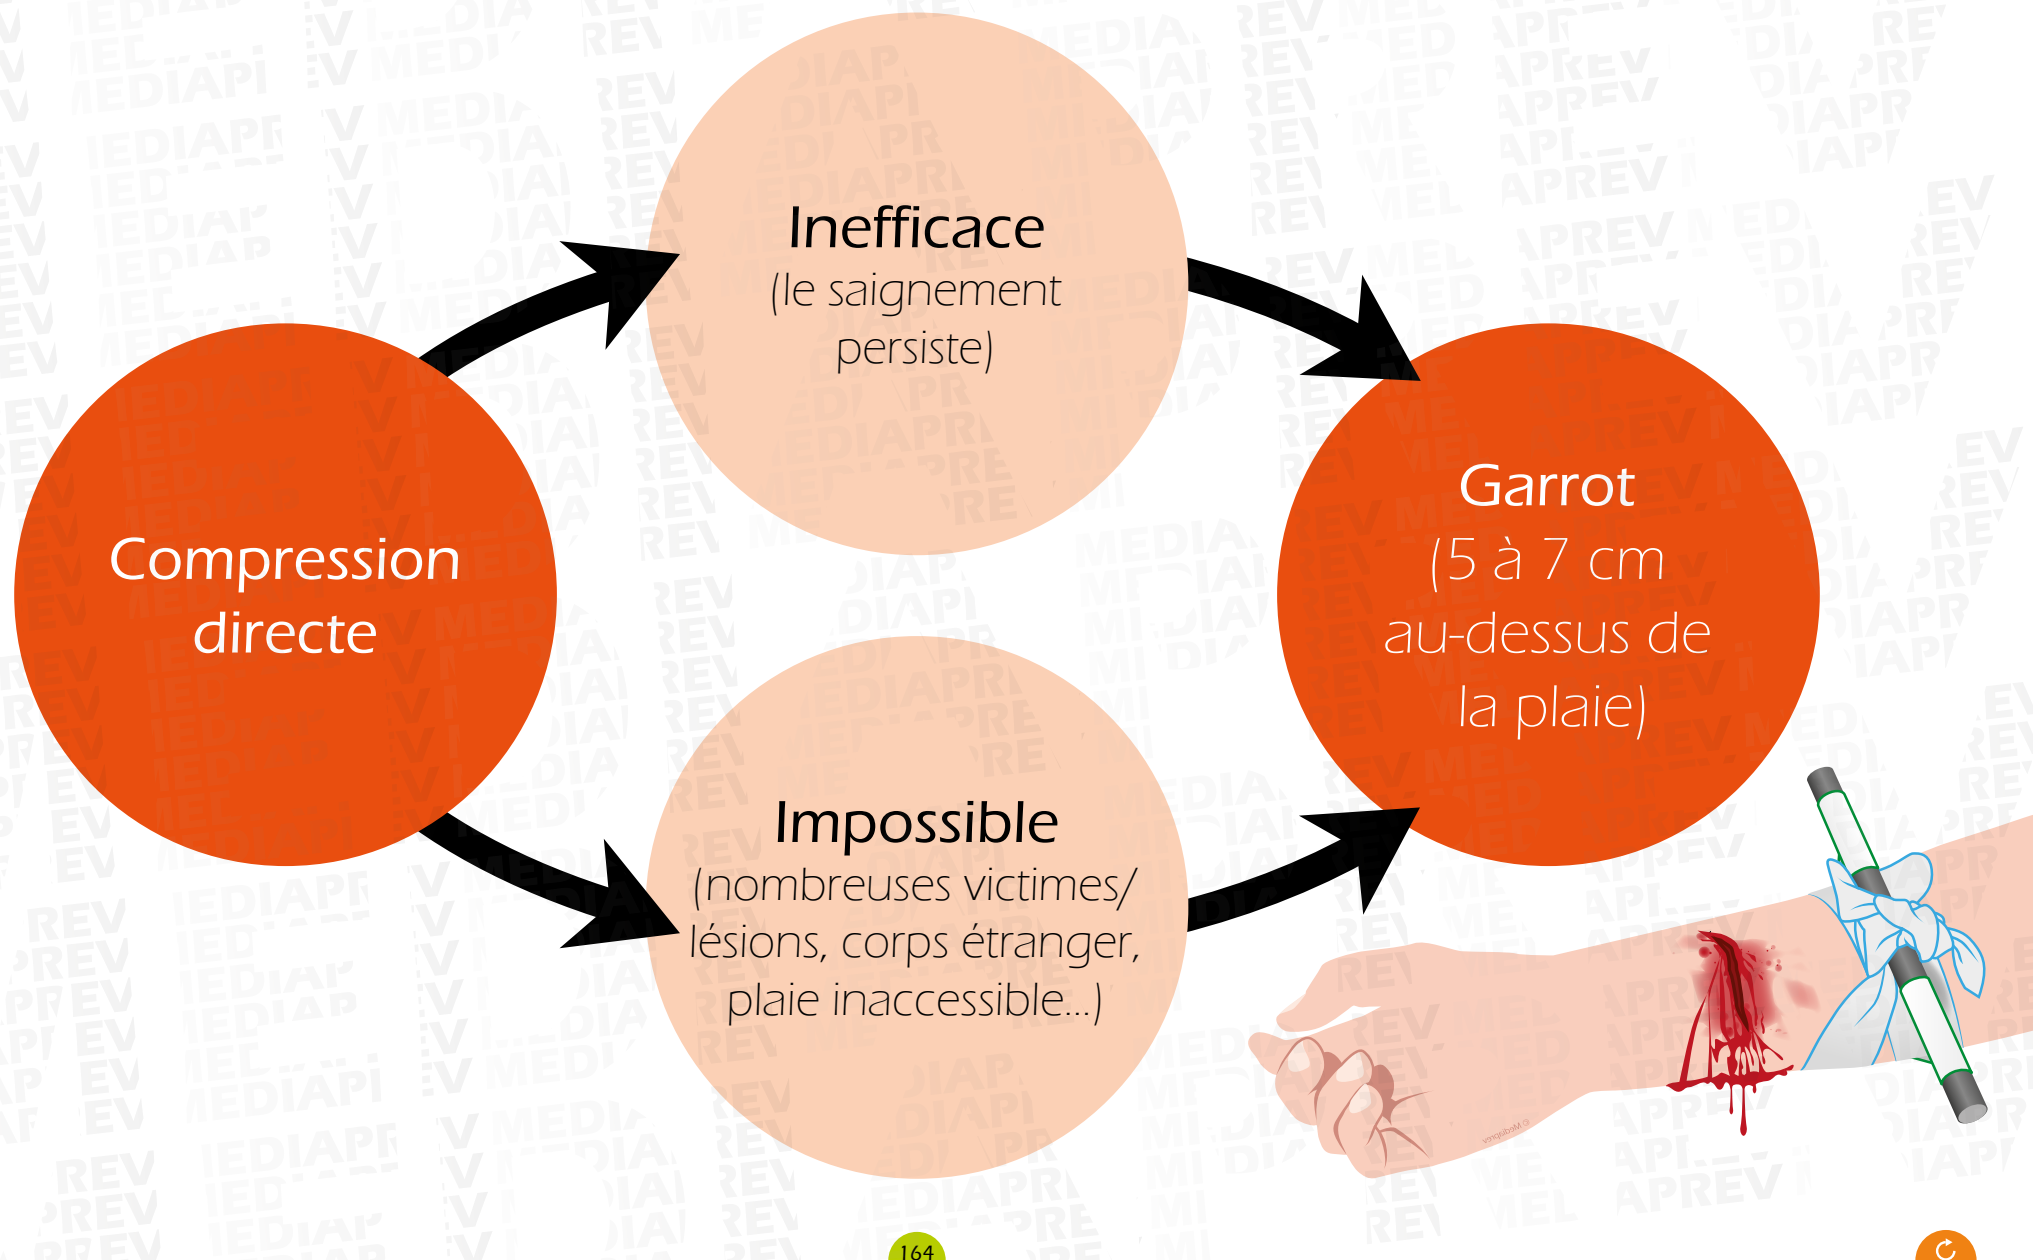 Inefficace
(le saignement
persiste)
Compression
directe
Garrot
(5 à 7 cm
au-dessus de
la plaie)
Impossible
(nombreuses victimes/
lésions, corps étranger,
plaie inaccessible...)
164